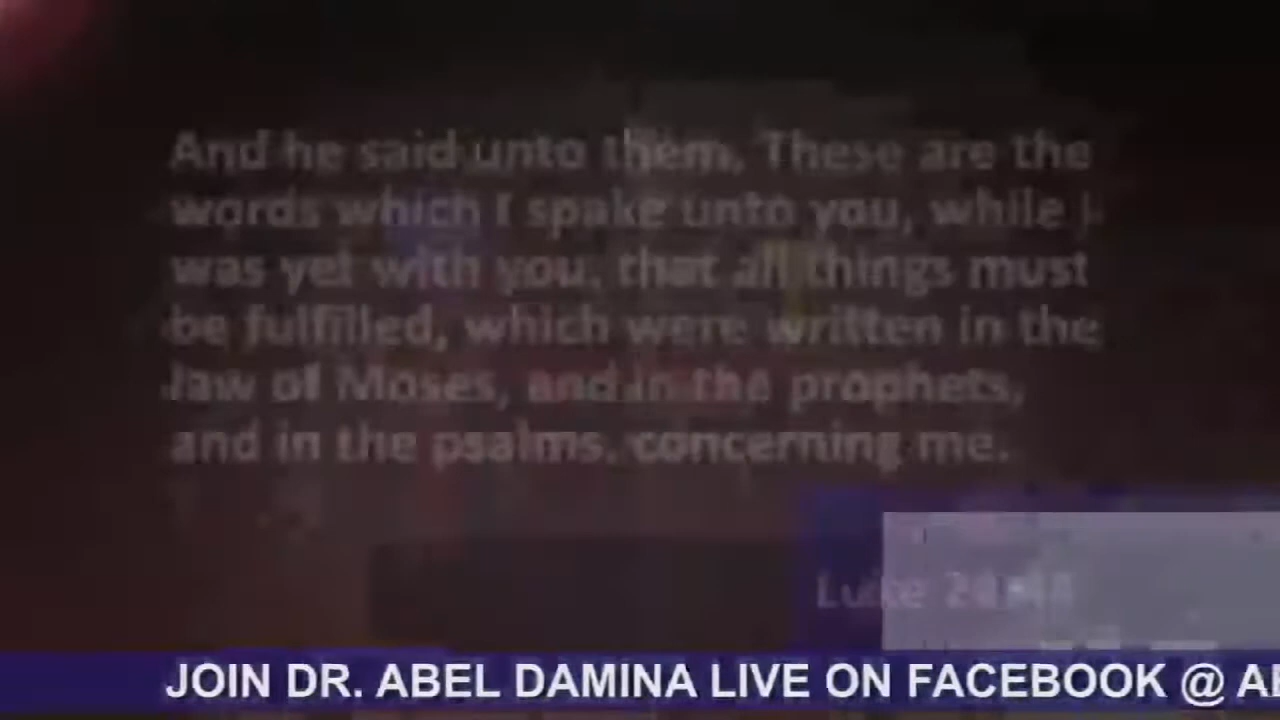 And he said unto them, These are the
words which I spake unto you, while I
was yet with you, that all things must
be fulfilled, which were written in the
law of Moses, and in the prophets,
and in the psalms, concerning me.
Luke 24:44
JOIN DR. ABEL DAMINA LIVE ON FACEBOOK @